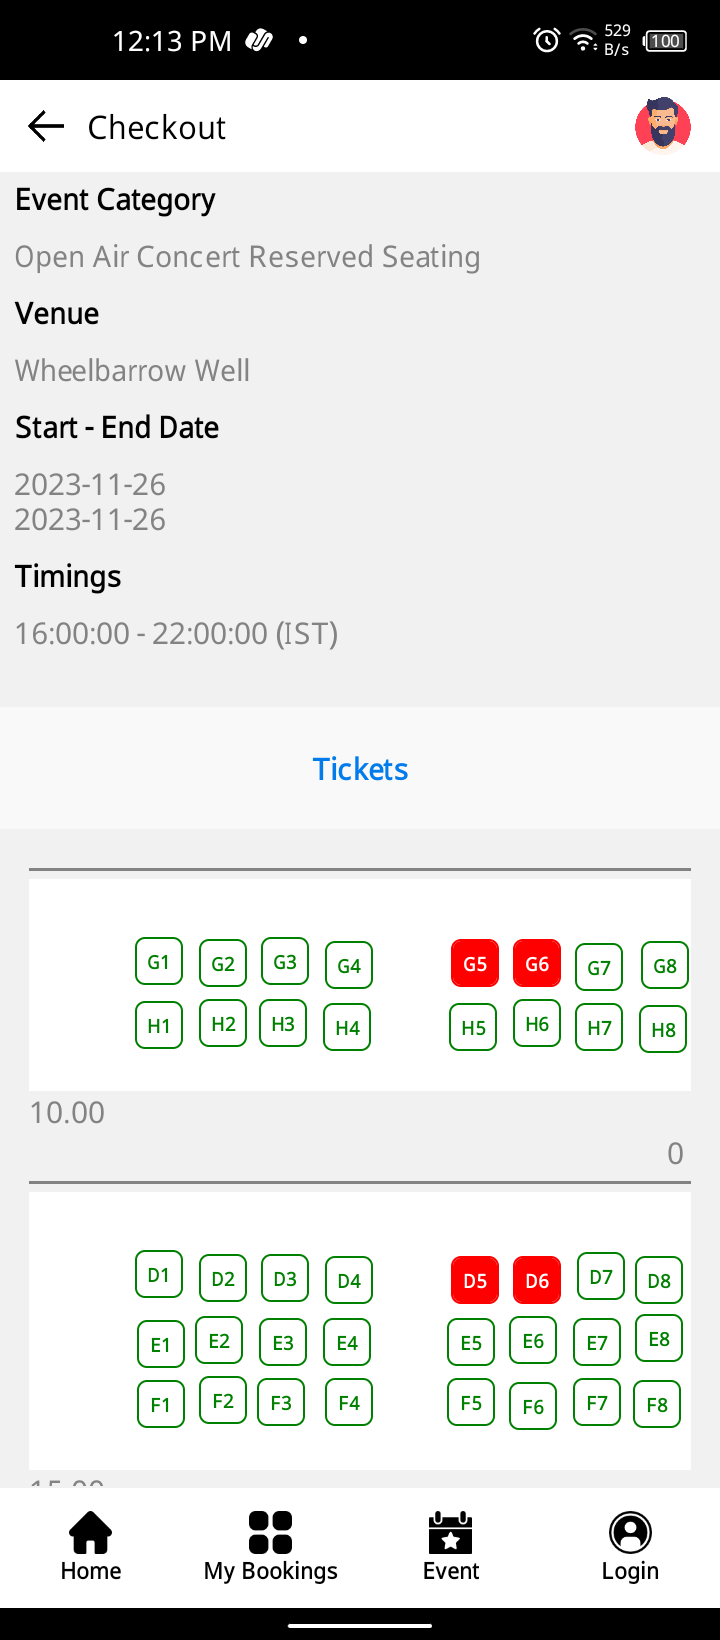 12:13 PM
529
B/s
100
Checkout
Event Category
Open Air Concert Reserved Seating
Venue
Wheelbarrow Well
Start - End Date
2023-11-26
2023-11-26
Timings
16:00:00 - 22:00:00 (IST)
Tickets
G1 G2 G3 G4 G5 G6 G7 G8
H1 H2 H3 H4 H5 H6 H7 H8
10.00
0
D1 D2 D3 D4 D5 D6 D7 D8
E1 E2 E3 E4 E5 E6 E7 E8
F1 F2 F3 F4 F5 F6 F7 F8
Home My Bookings Event Login